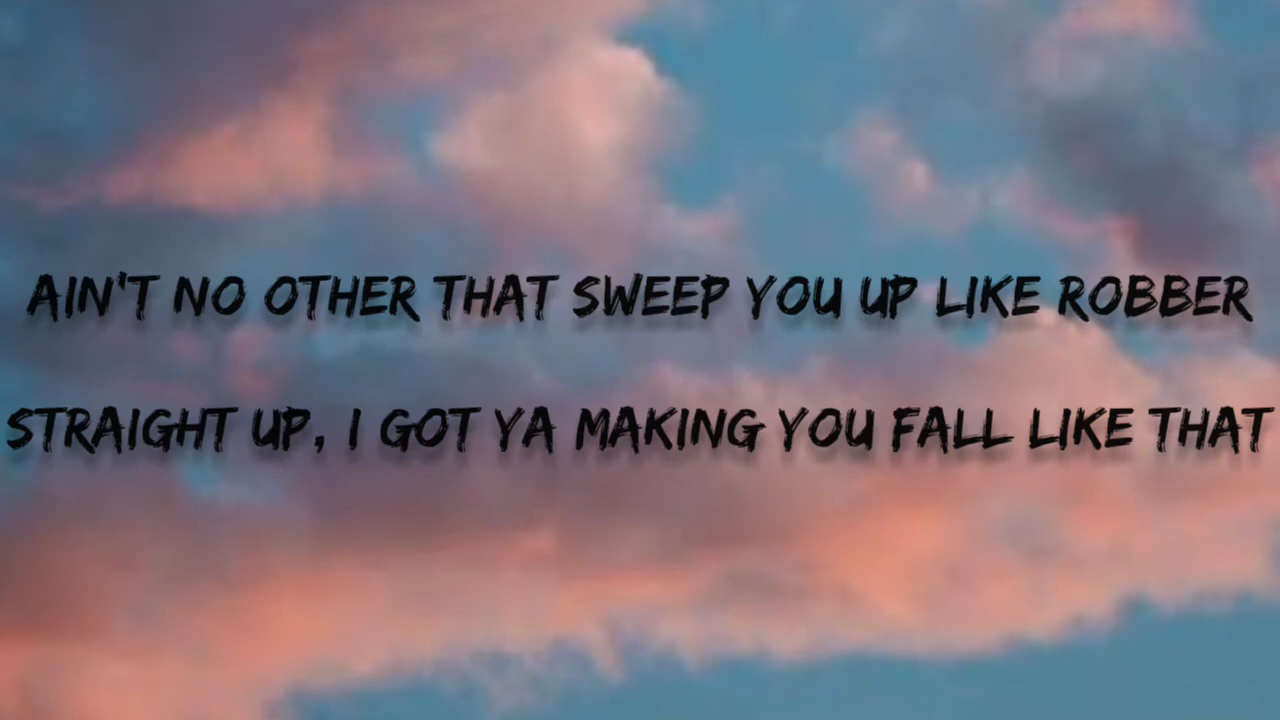 AIN'T NO OTHER THAT SWEEP YOU UP LIKE ROBBER
STRAIGHT UP, I GOT YA MAKING YOU FALL LIKE THAT